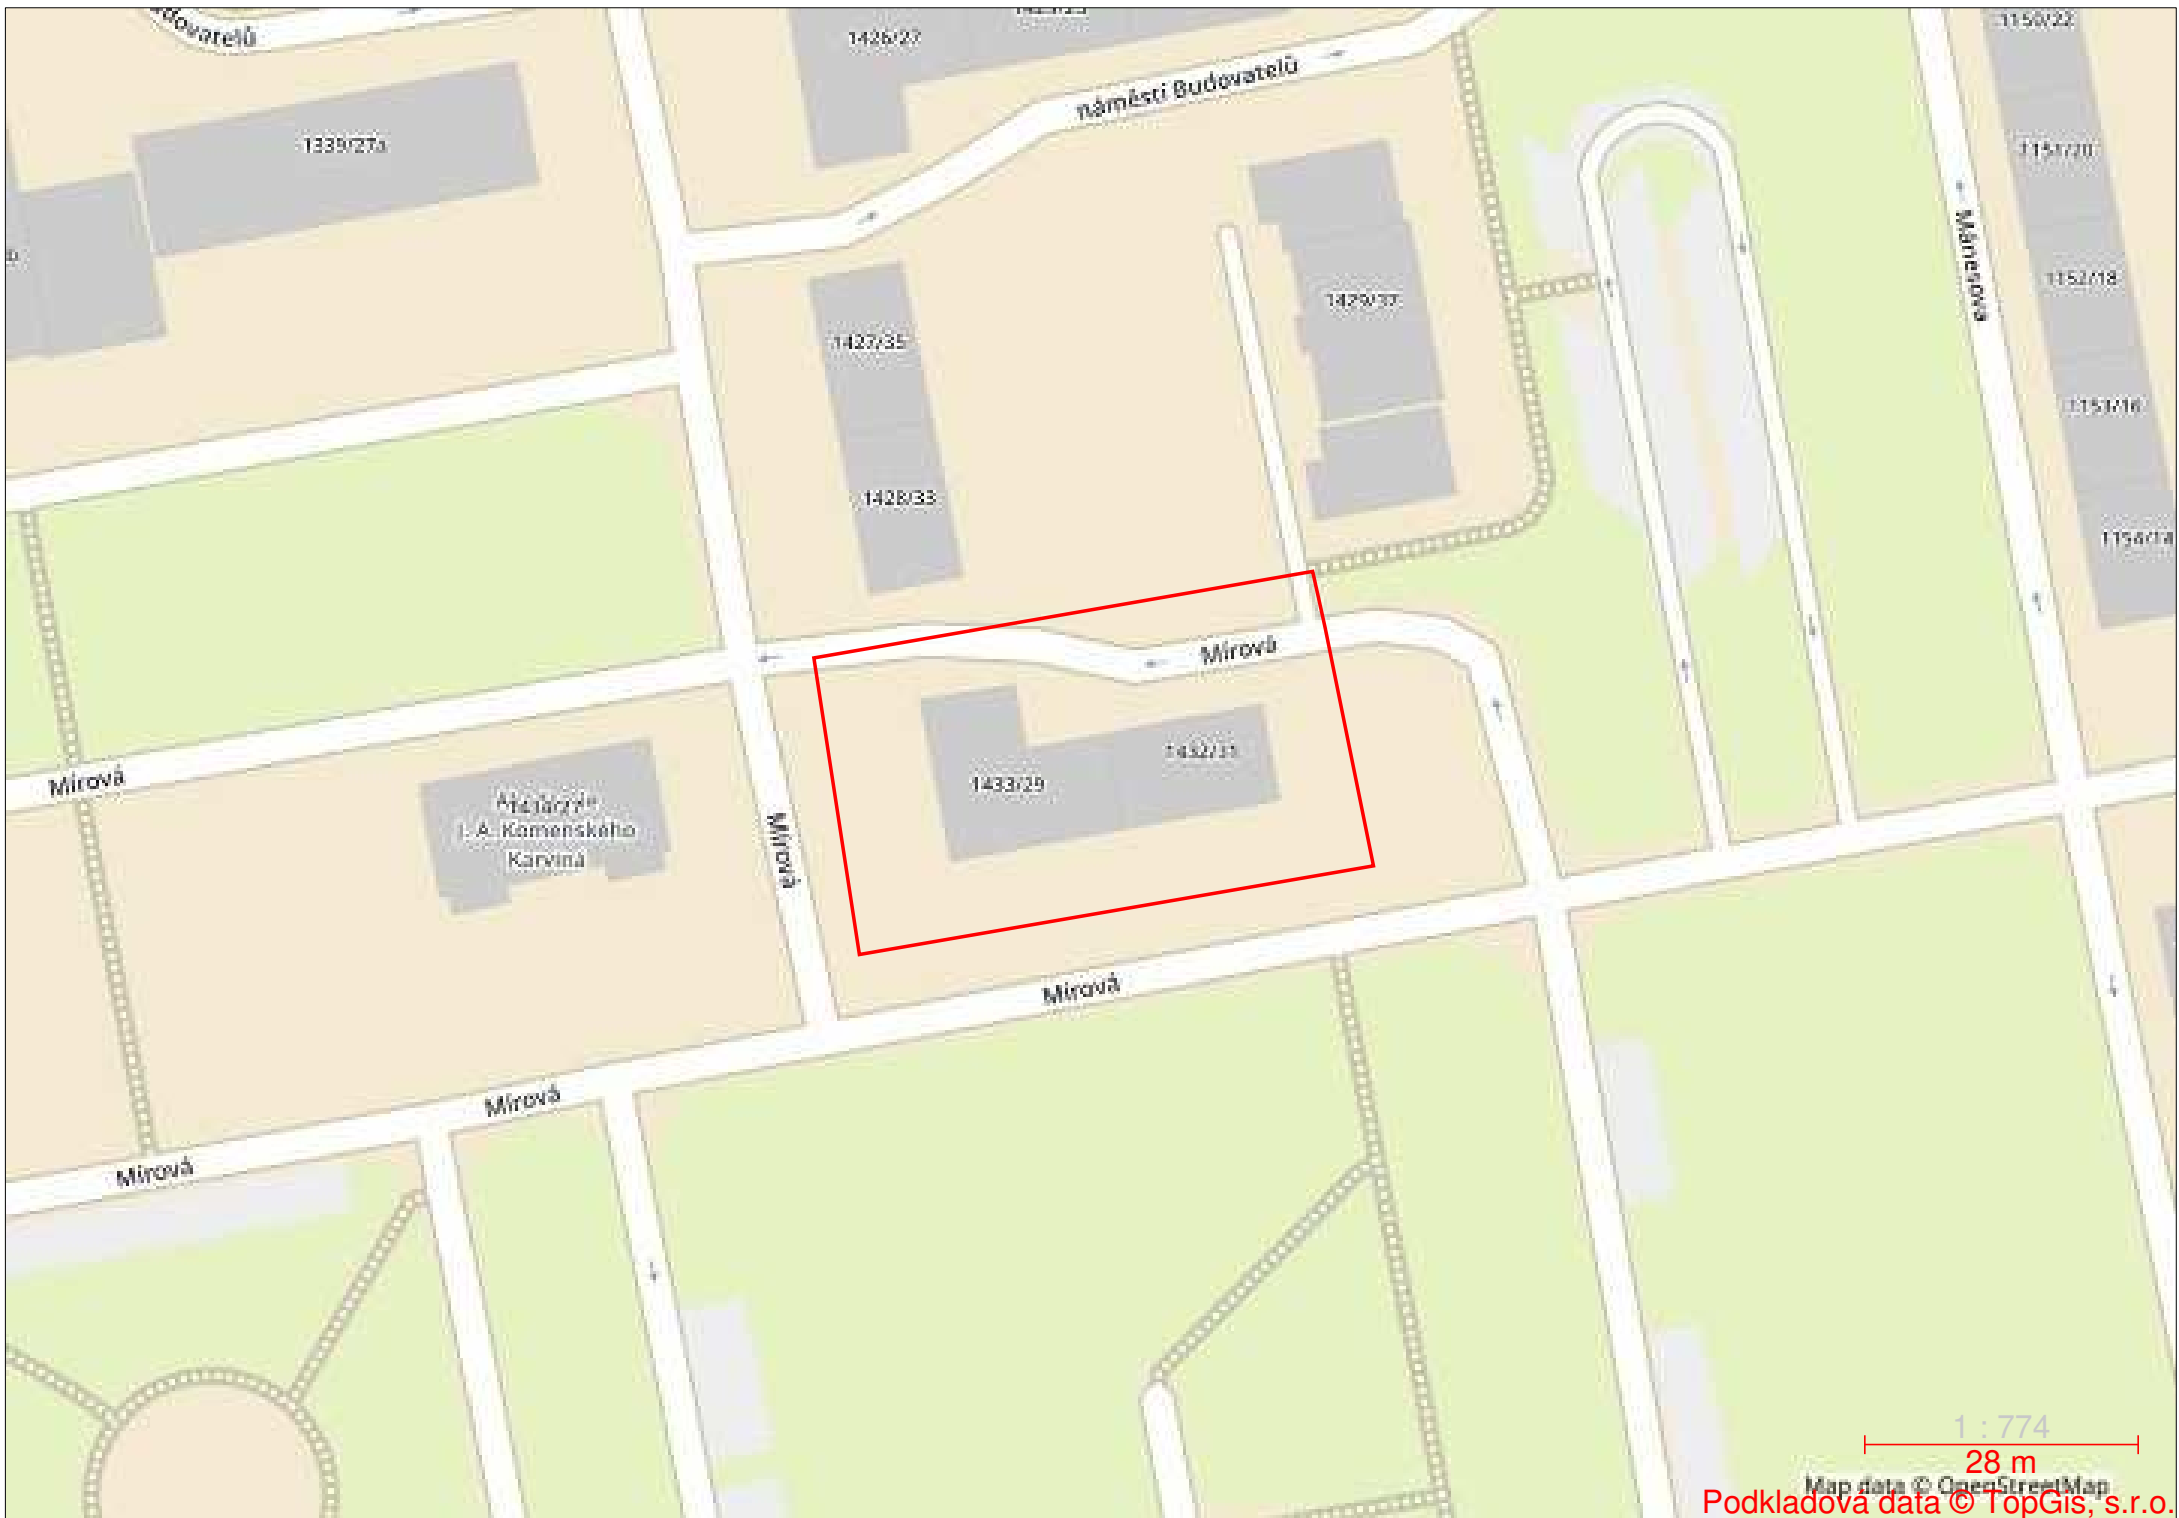 1426/27
1150/22
náměstí Budovatelů
1339/27a
1151/20
Mánesova
1152/18
1429/37
1427/35
1153/16
1428/33
Mírová
1432/31
Mírová
1433/29
J. A. Komenského
Karviná
Mírová
Mírová
Mírová
Mírová
1 : 774
28 m
Map data © OpenStreetMap
Podkladová data © TopGis, s.r.o.